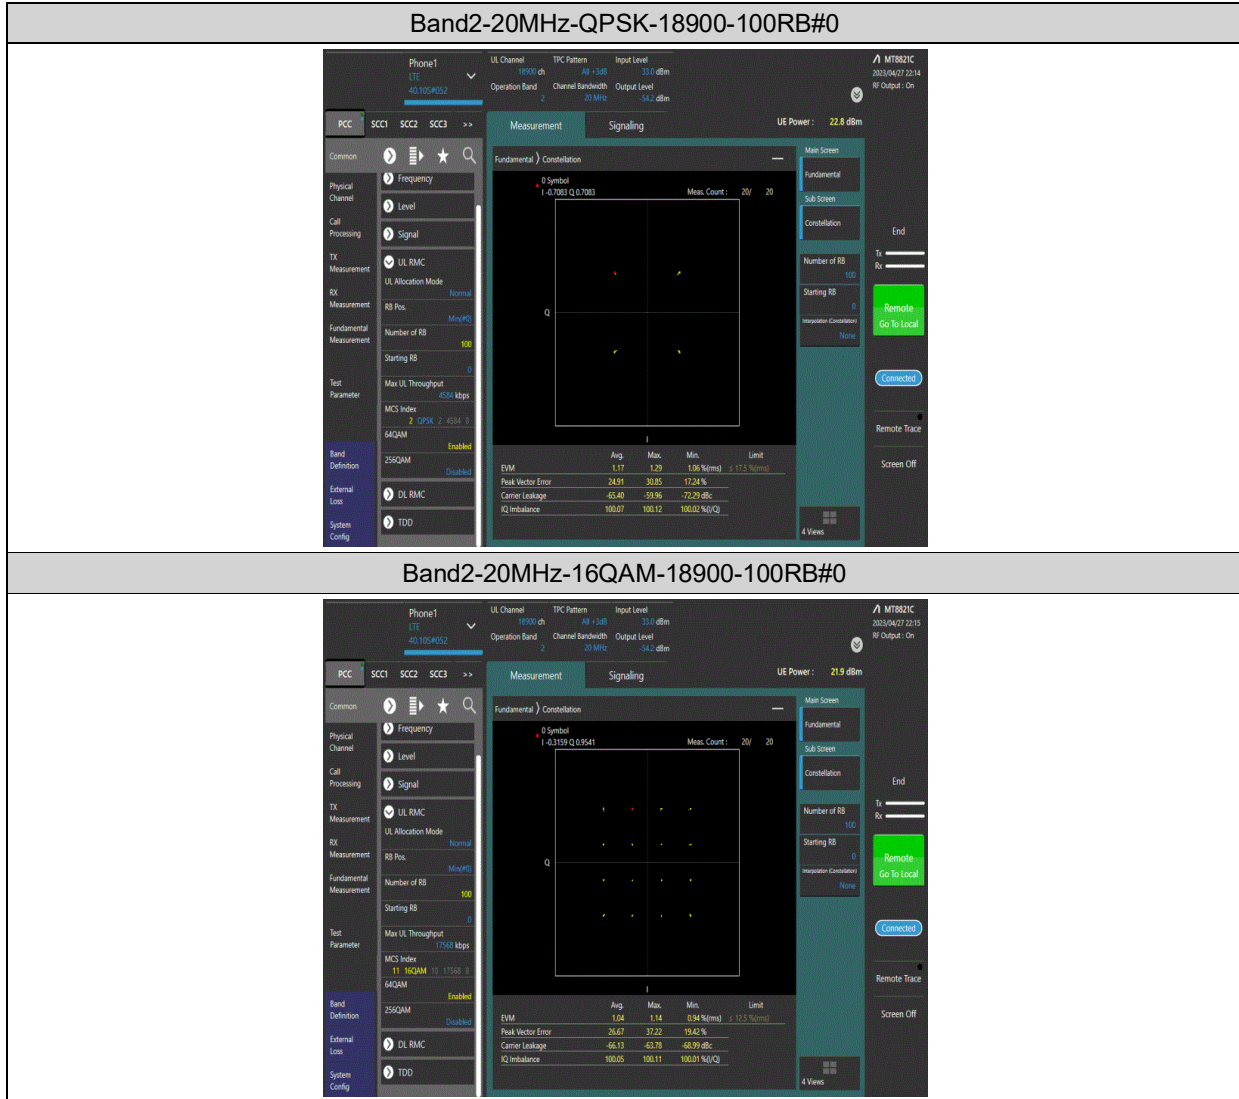 Band2-20MHz-QPSK-18900-100RB#0
Phone1
LTE
40.105#052
UL Channel TPC Pattern Input Level
18900 ch All +3dB 33.0 dBm
Operation Band Channel Bandwidth Output Level
2 20 MHz -54.2 dBm
MT8821C
2023/04/27 22:14
RF Output : On
PCC SCC1 SCC2 SCC3 >>
Measurement Signaling
UE Power : 22.8 dBm
Common
Physical Channel
Call Processing
TX Measurement
RX Measurement
Fundamental Measurement
Test Parameter
Band Definition
External Loss
System Config
Frequency
Level
Signal
UL RMC
UL Allocation Mode
Normal
RB Pos.
Min(#0)
Number of RB
100
Starting RB
0
Max UL Throughput
4584 kbps
MCS Index
2 QPSK 2 4584 0
64QAM
Enabled
256QAM
Disabled
DL RMC
TDD
Fundamental Constellation
0 Symbol
I -0.7083 Q 0.7083 Meas. Count : 20/ 20
Q
I
Avg. Max. Min. Limit
EVM 1.17 1.29 1.06 %(rms) ≤ 17.5 %(rms)
Peak Vector Error 24.91 30.85 17.24 %
Carrier Leakage -65.40 -59.96 -72.29 dBc
IQ Imbalance 100.07 100.12 100.02 %(I/Q)
Main Screen
Fundamental
Sub Screen
Constellation
Number of RB
100
Starting RB
0
Interpolation (Constellation)
None
4 Views
End
Tx
Rx
Remote
Go To Local
Connected
Remote Trace
Screen Off
Band2-20MHz-16QAM-18900-100RB#0
Phone1
LTE
40.105#052
UL Channel TPC Pattern Input Level
18900 ch All +3dB 33.0 dBm
Operation Band Channel Bandwidth Output Level
2 20 MHz -54.2 dBm
MT8821C
2023/04/27 22:15
RF Output : On
PCC SCC1 SCC2 SCC3 >>
Measurement Signaling
UE Power : 21.9 dBm
Common
Physical Channel
Call Processing
TX Measurement
RX Measurement
Fundamental Measurement
Test Parameter
Band Definition
External Loss
System Config
Frequency
Level
Signal
UL RMC
UL Allocation Mode
Normal
RB Pos.
Min(#0)
Number of RB
100
Starting RB
0
Max UL Throughput
17568 kbps
MCS Index
11 16QAM 10 17568 0
64QAM
Enabled
256QAM
Disabled
DL RMC
TDD
Fundamental Constellation
0 Symbol
I -0.3159 Q 0.9541 Meas. Count : 20/ 20
Q
I
Avg. Max. Min. Limit
EVM 1.04 1.14 0.94 %(rms) ≤ 12.5 %(rms)
Peak Vector Error 26.67 37.22 19.42 %
Carrier Leakage -66.13 -63.78 -68.99 dBc
IQ Imbalance 100.05 100.11 100.01 %(I/Q)
Main Screen
Fundamental
Sub Screen
Constellation
Number of RB
100
Starting RB
0
Interpolation (Constellation)
None
4 Views
End
Tx
Rx
Remote
Go To Local
Connected
Remote Trace
Screen Off